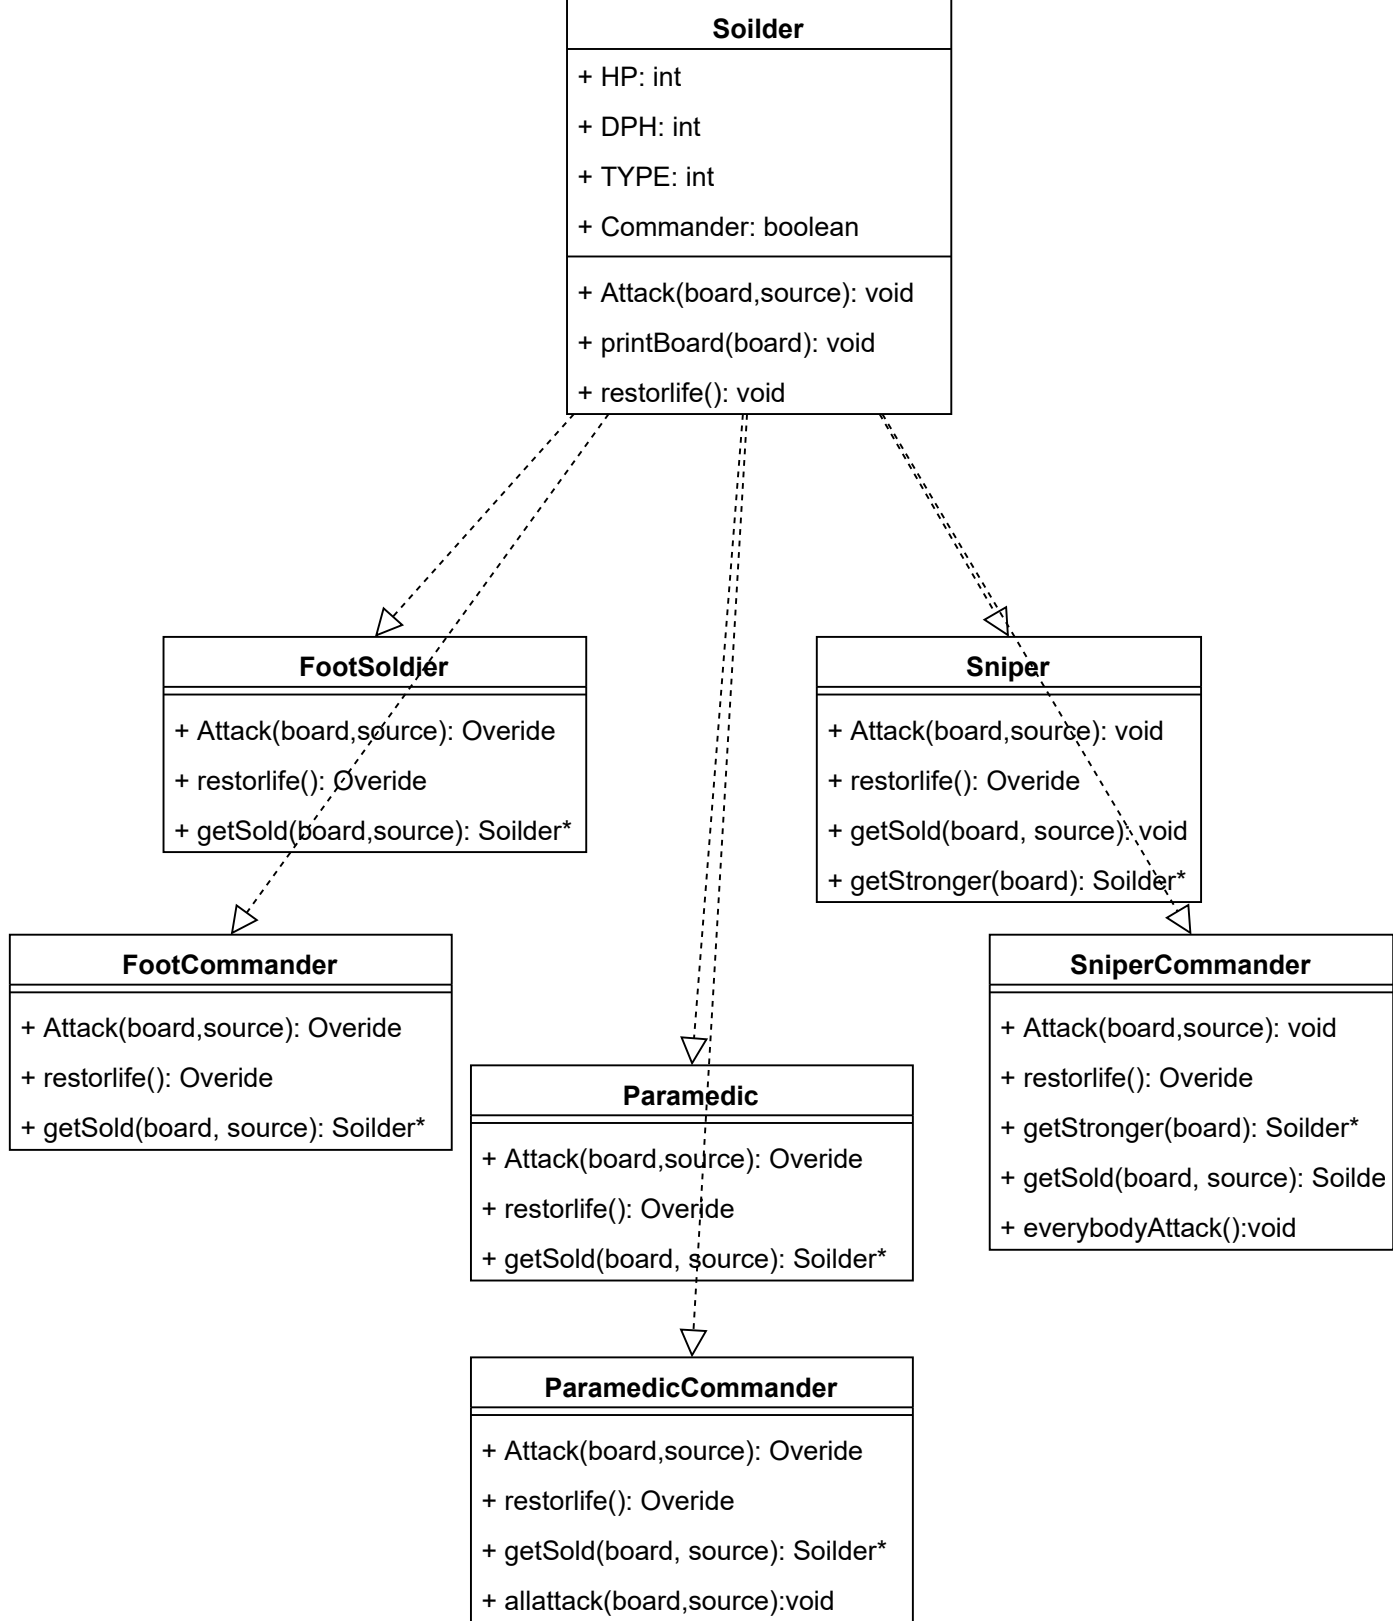 Soilder
+ HP: int
+ DPH: int
+ TYPE: int
+ Commander: boolean
+ Attack(board,source): void
+ printBoard(board): void
+ restorlife(): void
FootSoldier
+ Attack(board,source): Overide
+ restorlife(): Overide
+ getSold(board,source): Soilder*
Sniper
+ Attack(board,source): void
+ restorlife(): Overide
+ getSold(board, source): void
+ getStronger(board): Soilder*
FootCommander
+ Attack(board,source): Overide
+ restorlife(): Overide
+ getSold(board, source): Soilder*
SniperCommander
+ Attack(board,source): void
+ restorlife(): Overide
+ getStronger(board): Soilder*
+ getSold(board, source): Soilde
+ everybodyAttack():void
Paramedic
+ Attack(board,source): Overide
+ restorlife(): Overide
+ getSold(board, source): Soilder*
ParamedicCommander
+ Attack(board,source): Overide
+ restorlife(): Overide
+ getSold(board, source): Soilder*
+ allattack(board,source):void